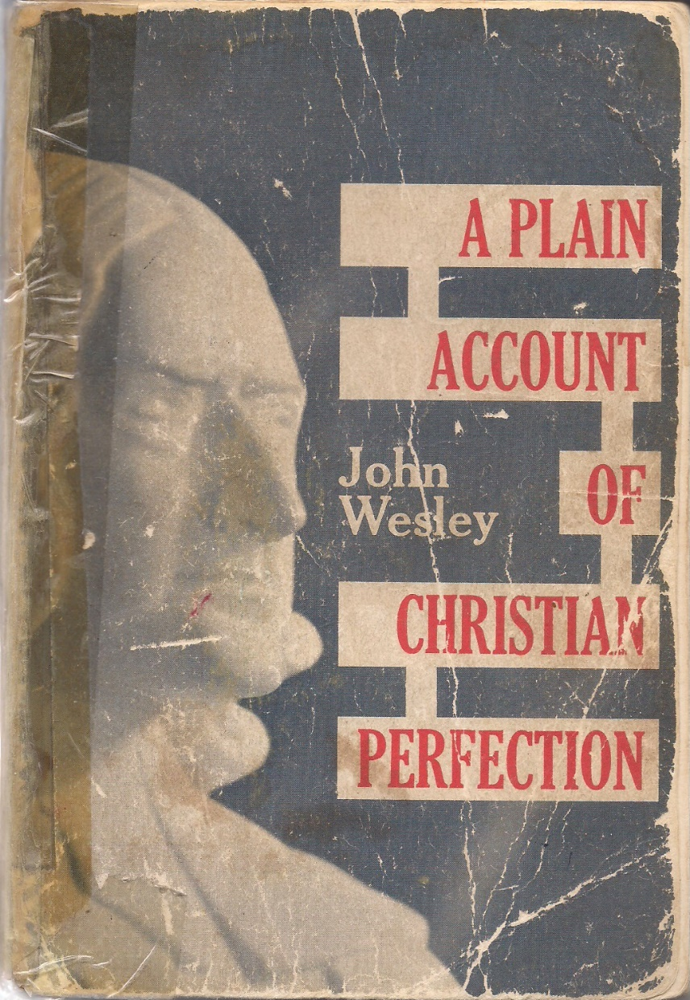 A PLAIN
ACCOUNT
OF
John
Wesley
CHRISTIAN
PERFECTION